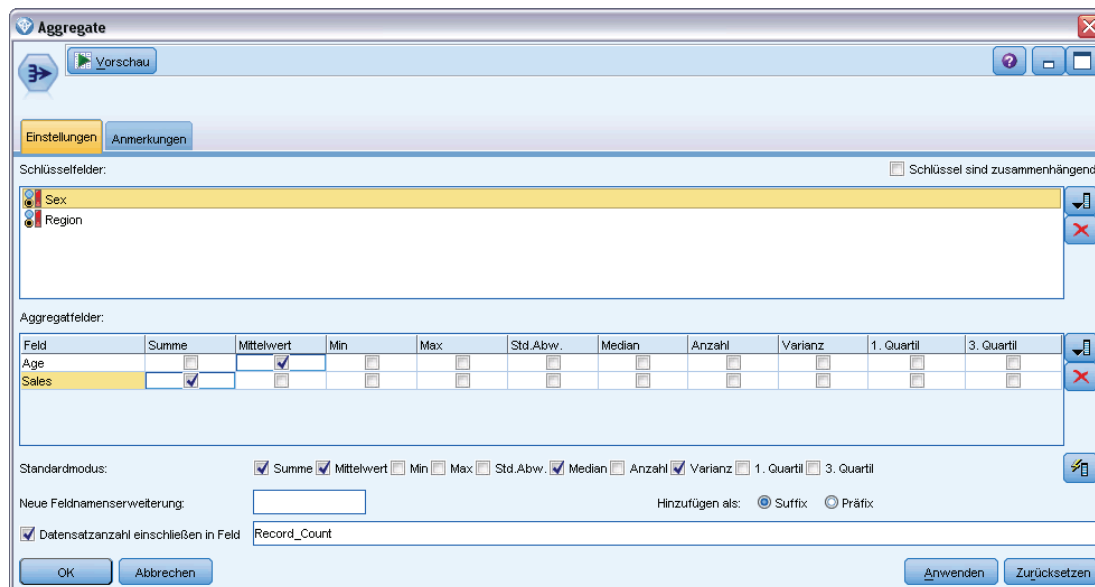 Aggregate
Vorschau
Einstellungen Anmerkungen
Schlüsselfelder: Schlüssel sind zusammenhängend
Sex
Region
Aggregatfelder:
Feld Summe Mittelwert Min Max Std.Abw. Median Anzahl Varianz 1. Quartil 3. Quartil
Age
Sales
Standardmodus: Summe Mittelwert Min Max Std.Abw. Median Anzahl Varianz 1. Quartil 3. Quartil
Neue Feldnamenserweiterung: Hinzufügen als: Suffix Präfix
Datensatzanzahl einschließen in Feld Record_Count
OK Abbrechen Anwenden Zurücksetzen